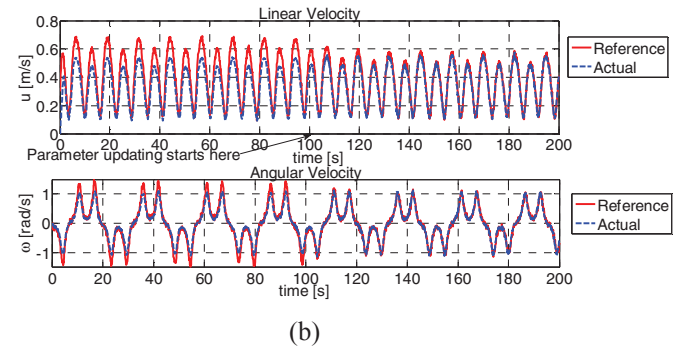 Linear Velocity
0.8
0.6
0.4
0.2
0
u [m/s]
0 20 40 60 80 100 120 140 160 180 200
Parameter updating starts here
time [s]
Reference
Actual
Angular Velocity
1
0
-1
ω [rad/s]
0 20 40 60 80 100 120 140 160 180 200
time [s]
Reference
Actual
(b)